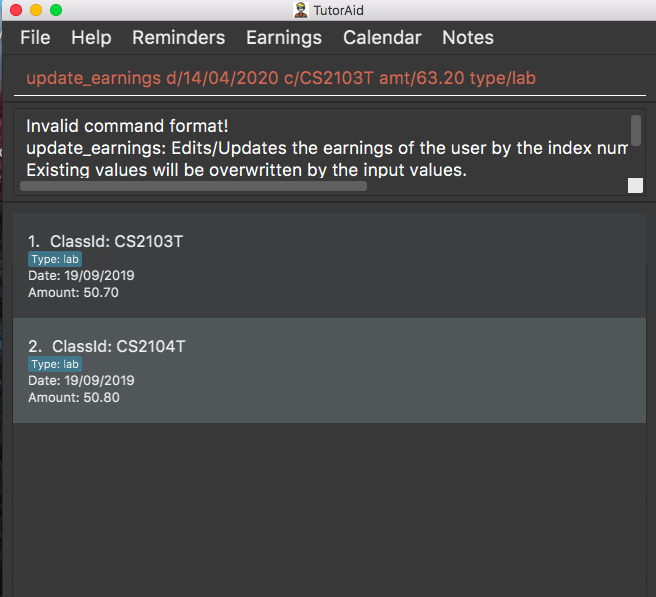 TutorAid
File Help Reminders Earnings Calendar Notes
update_earnings d/14/04/2020 c/CS2103T amt/63.20 type/lab
Invalid command format!
update_earnings: Edits/Updates the earnings of the user by the index num
Existing values will be overwritten by the input values.
1. ClassId: CS2103T
Type: lab
Date: 19/09/2019
Amount: 50.70
2. ClassId: CS2104T
Type: lab
Date: 19/09/2019
Amount: 50.80